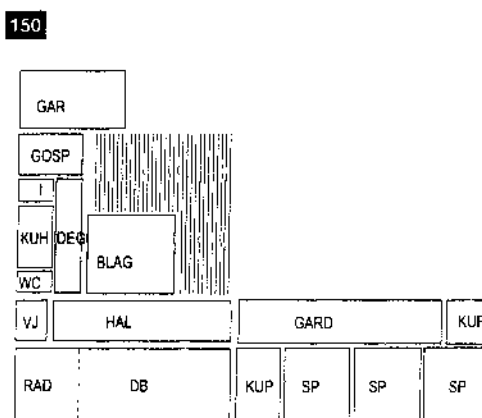 150
GAR
GOSP
I
KUH DEG
BLAG
WC
VJ HAL GARD KUP
RAD DB KUP SP SP SP